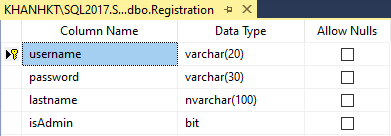 KHANHKT\SQL2017.S...dbo.Registration
Column Name Data Type Allow Nulls
username varchar(20)
password varchar(30)
lastname nvarchar(100)
isAdmin bit